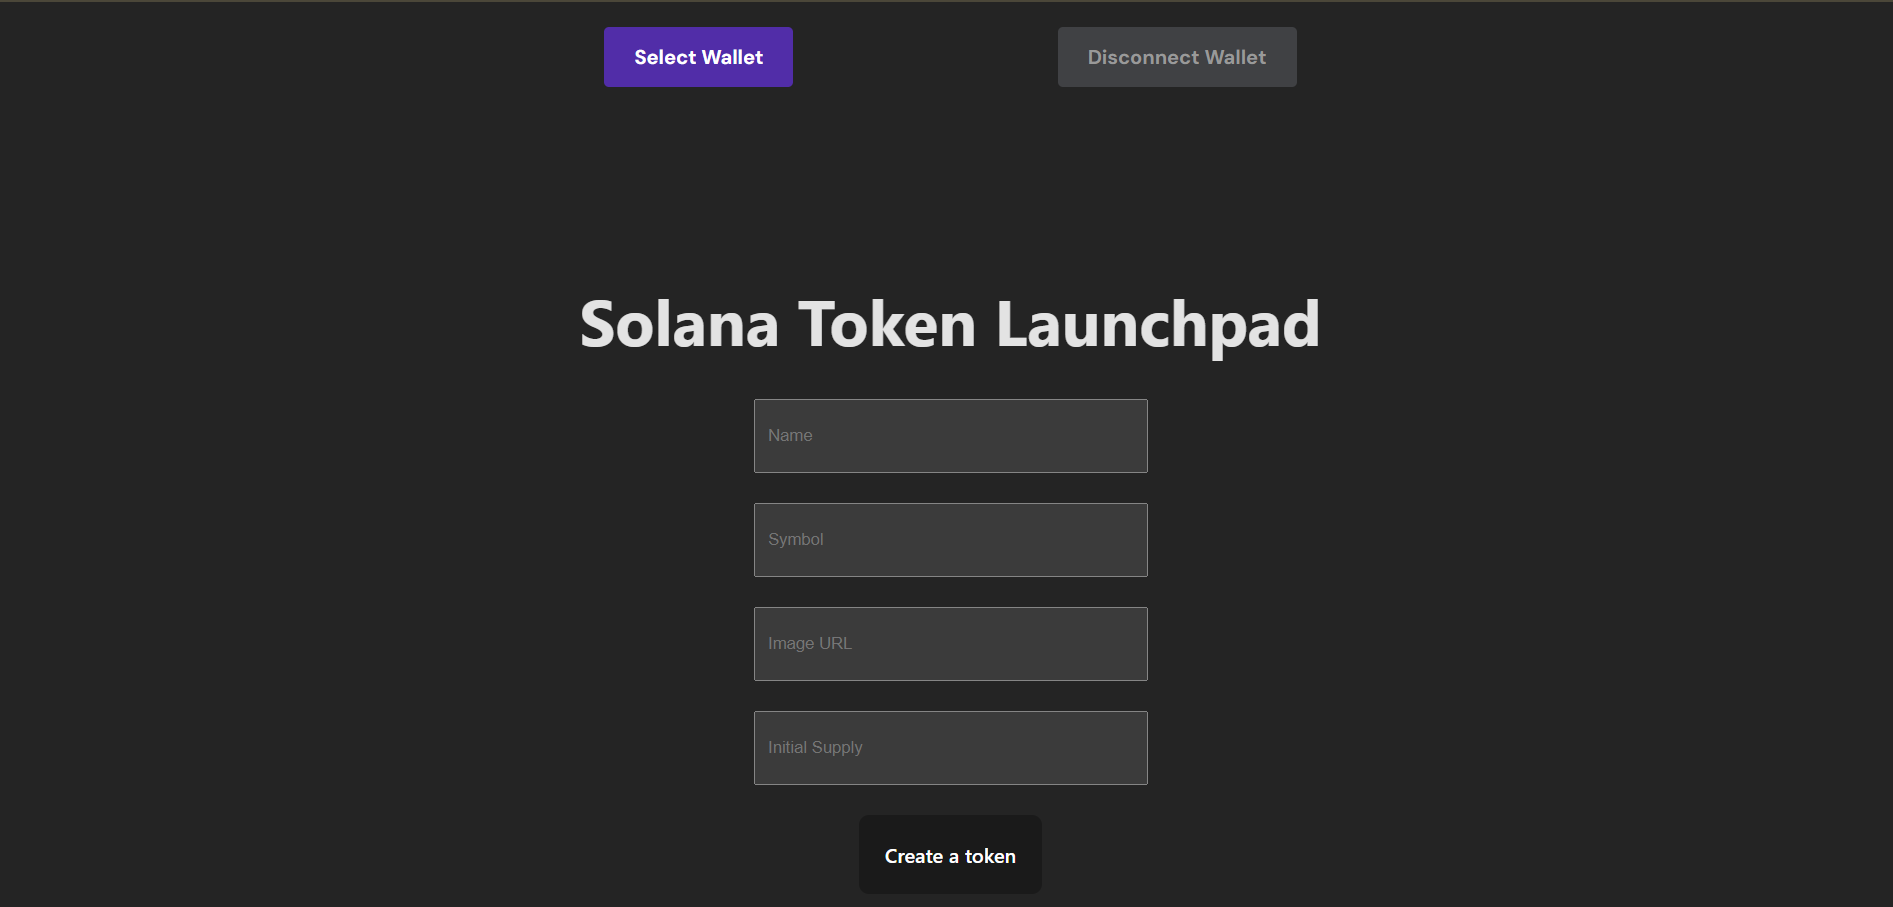 Select Wallet
Disconnect Wallet
Solana Token Launchpad
Name
Symbol
Image URL
Initial Supply
Create a token